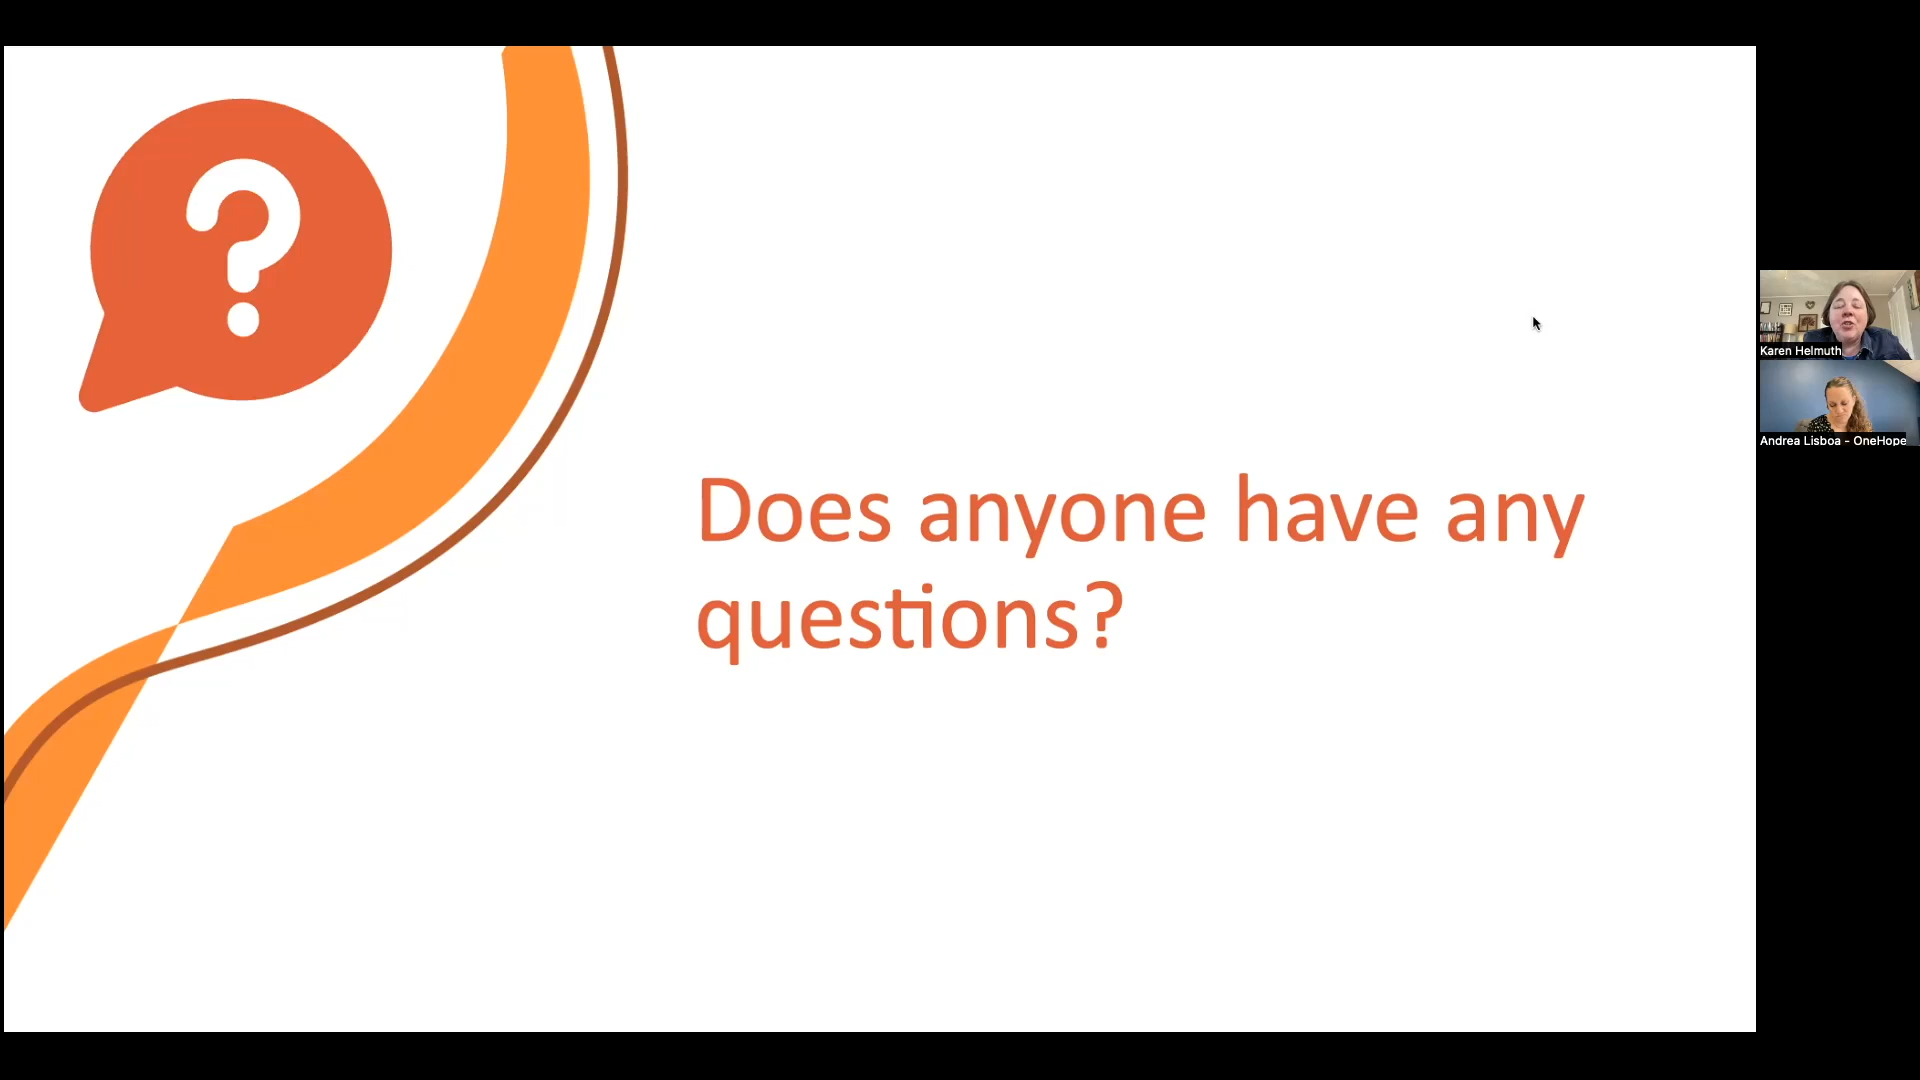 ?
Does anyone have any
questions?
Karen Helmuth
Andrea Lisboa - OneHope